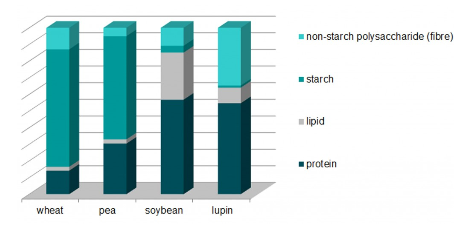 non-starch polysaccharide (fibre)
starch
lipid
protein
wheat pea soybean lupin